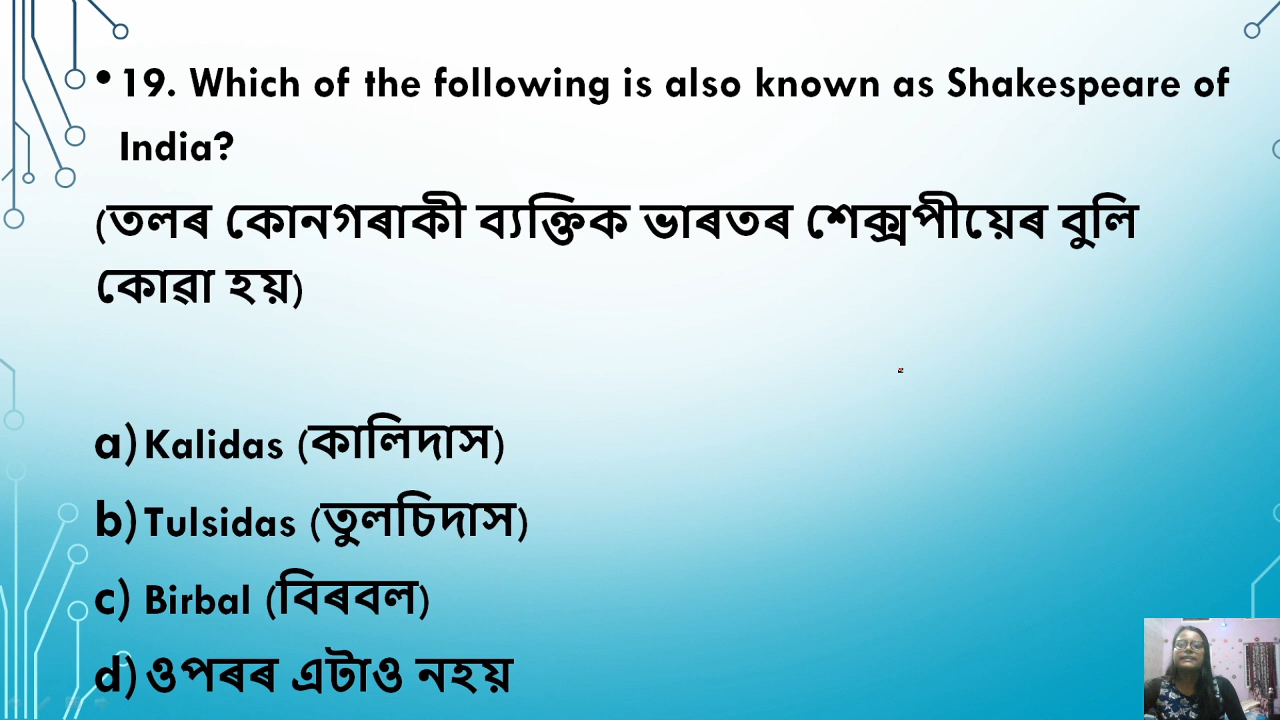 • 19. Which of the following is also known as Shakespeare of
India?
(তলৰ কোনগৰাকী ব্যক্তিক ভাৰতৰ শেক্সপীয়েৰ বুলি
কোৱা হয়)
a) Kalidas (কালিদাস)
b) Tulsidas (তুলচিদাস)
c) Birbal (বিৰবল)
d) ওপৰৰ এটাও নহয়